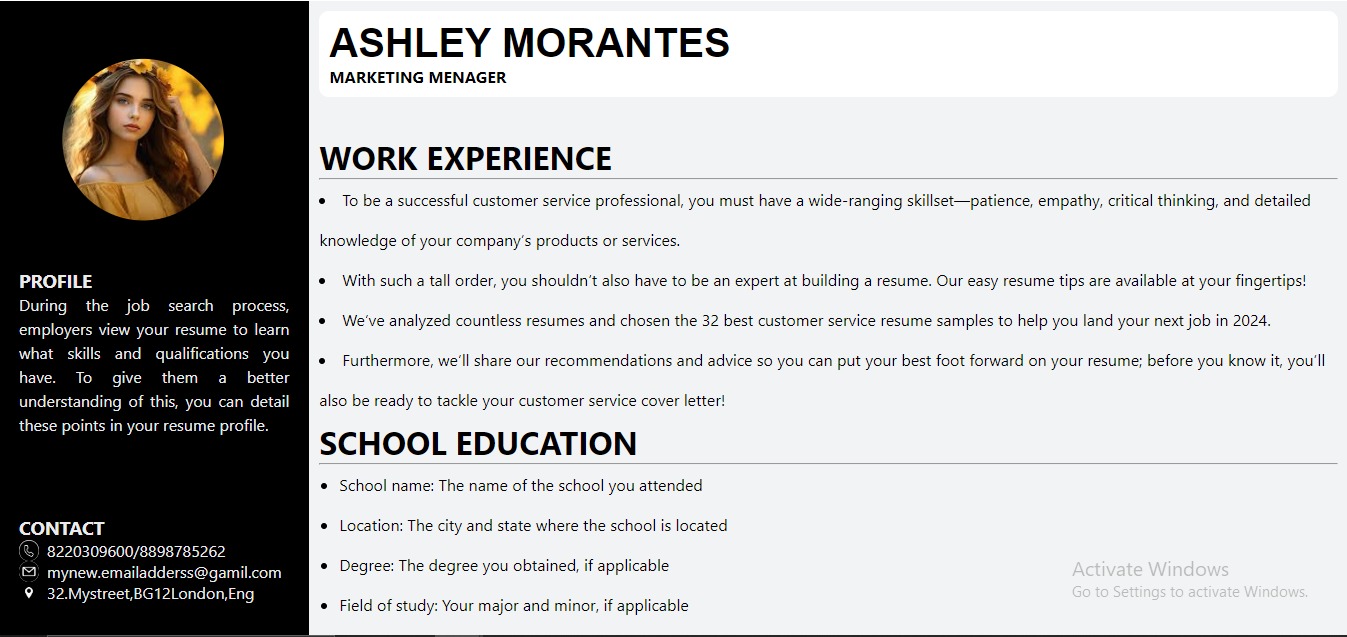 ASHLEY MORANTES
MARKETING MENAGER
PROFILE
During the job search process,
employers view your resume to learn
what skills and qualifications you
have. To give them a better
understanding of this, you can detail
these points in your resume profile.
CONTACT
8220309600/8898785262
mynew.emailadderss@gamil.com
32.Mystreet,BG12London,Eng
WORK EXPERIENCE
• To be a successful customer service professional, you must have a wide-ranging skillset—patience, empathy, critical thinking, and detailed
knowledge of your company’s products or services.
• With such a tall order, you shouldn’t also have to be an expert at building a resume. Our easy resume tips are available at your fingertips!
• We’ve analyzed countless resumes and chosen the 32 best customer service resume samples to help you land your next job in 2024.
• Furthermore, we’ll share our recommendations and advice so you can put your best foot forward on your resume; before you know it, you’ll
also be ready to tackle your customer service cover letter!
SCHOOL EDUCATION
• School name: The name of the school you attended
• Location: The city and state where the school is located
• Degree: The degree you obtained, if applicable
• Field of study: Your major and minor, if applicable
Activate Windows
Go to Settings to activate Windows.